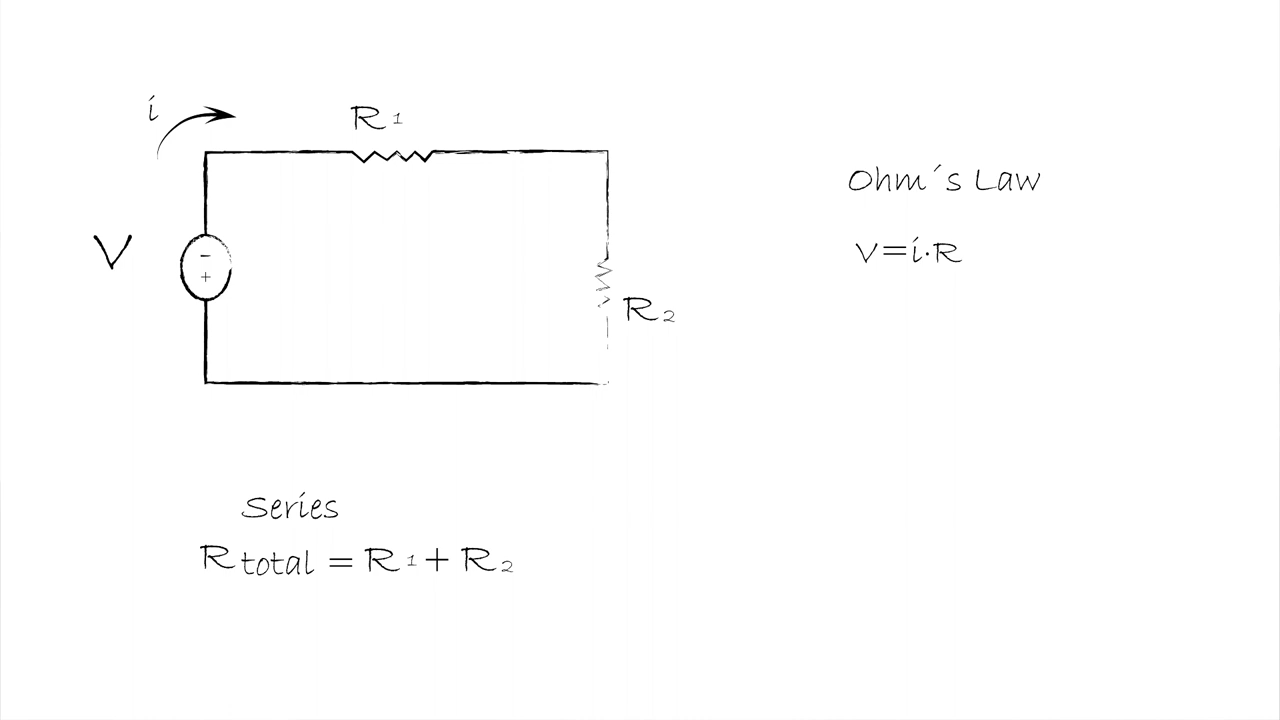 i
R1
V
-
+
R2
Ohm´s Law
V=i·R
Series
Rtotal = R1 + R2